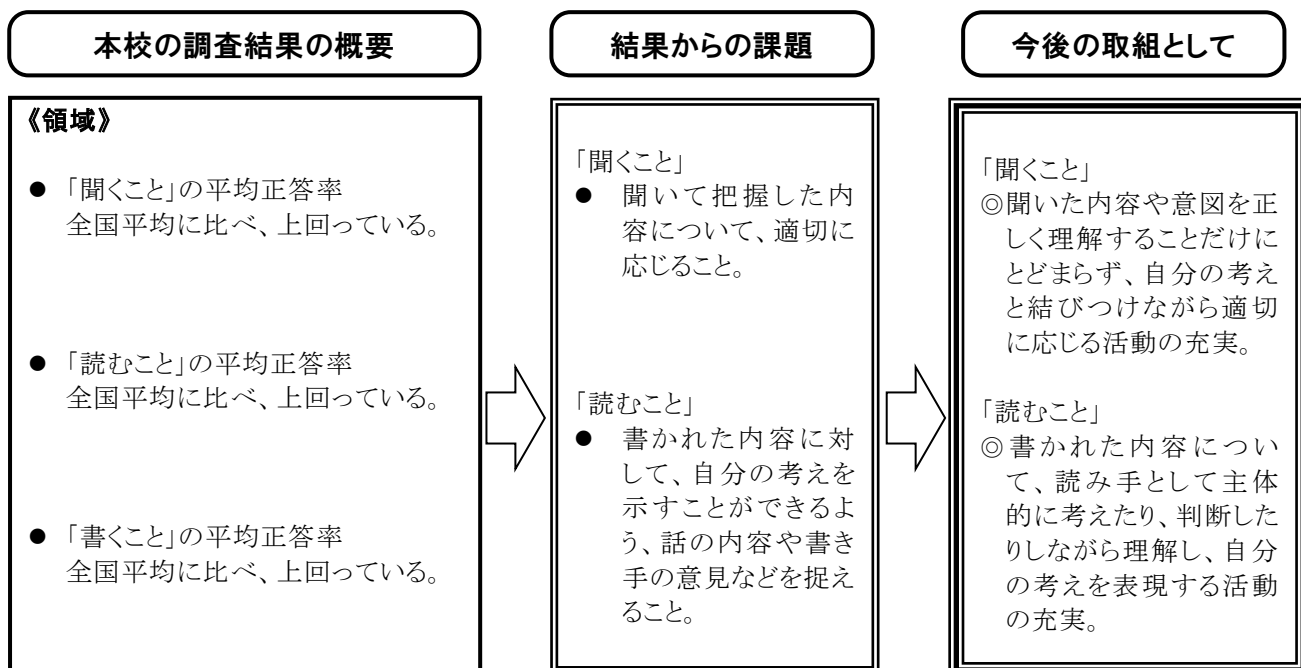 本校の調査結果の概要
《領域》
● 「聞くこと」の平均正答率
全国平均に比べ、上回っている。
● 「読むこと」の平均正答率
全国平均に比べ、上回っている。
● 「書くこと」の平均正答率
全国平均に比べ、上回っている。
結果からの課題
「聞くこと」
● 聞いて把握した内
容について、適切に
応じること。
「読むこと」
● 書かれた内容に対
して、自分の考えを
示すことができるよ
う、話の内容や書き
手の意見などを捉え
ること。
今後の取組として
「聞くこと」
◎聞いた内容や意図を正
しく理解することだけに
とどまらず、自分の考え
と結びつけながら適切
に応じる活動の充実。
「読むこと」
◎書かれた内容につい
て、読み手として主体
的に考えたり、判断した
りしながら理解し、自分
の考えを表現する活動
の充実。